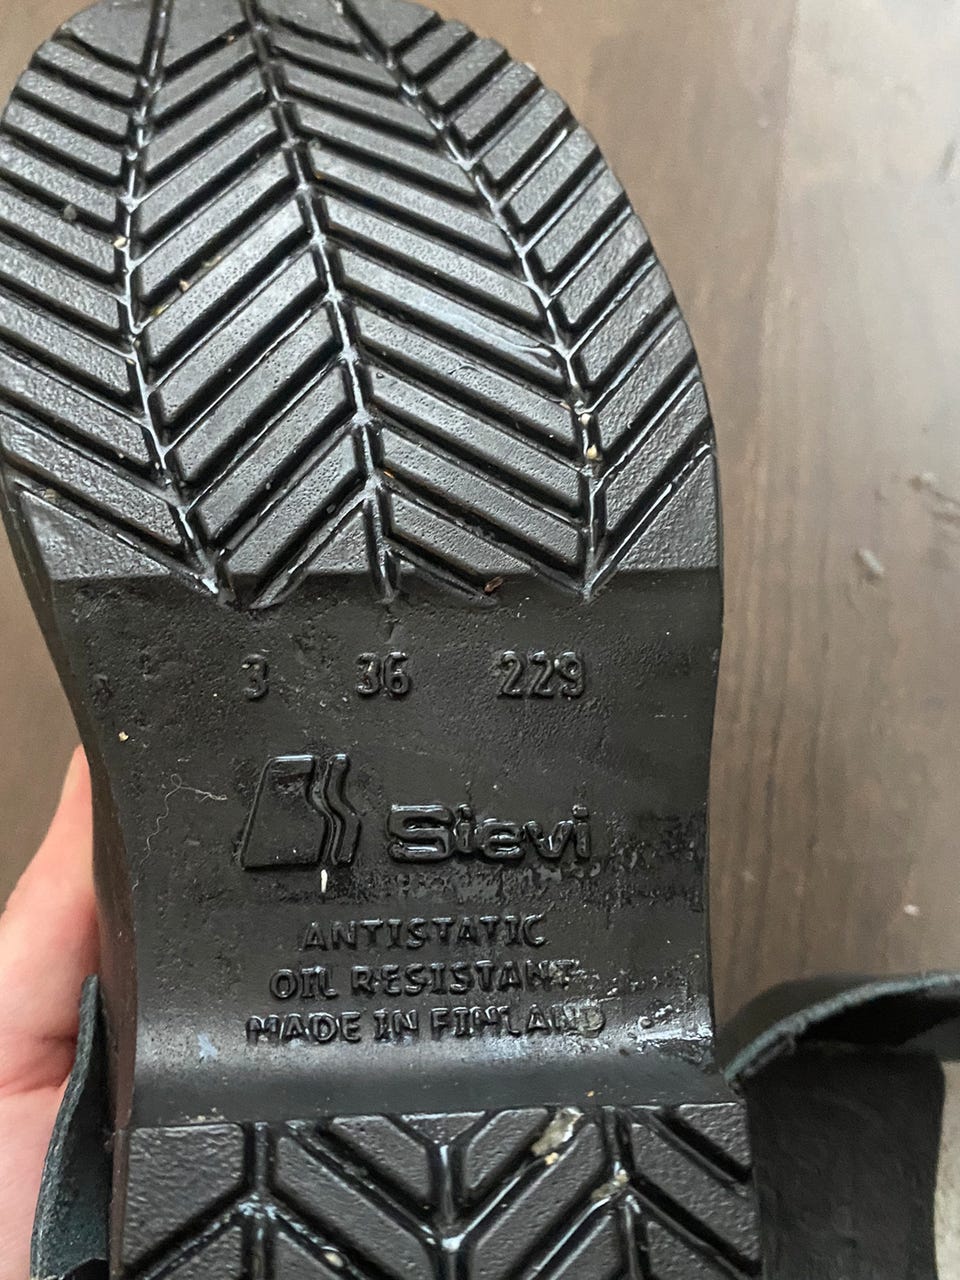 3 36 229
Sievi
ANTISTATIC
OIL RESISTANT
MADE IN FINLAND